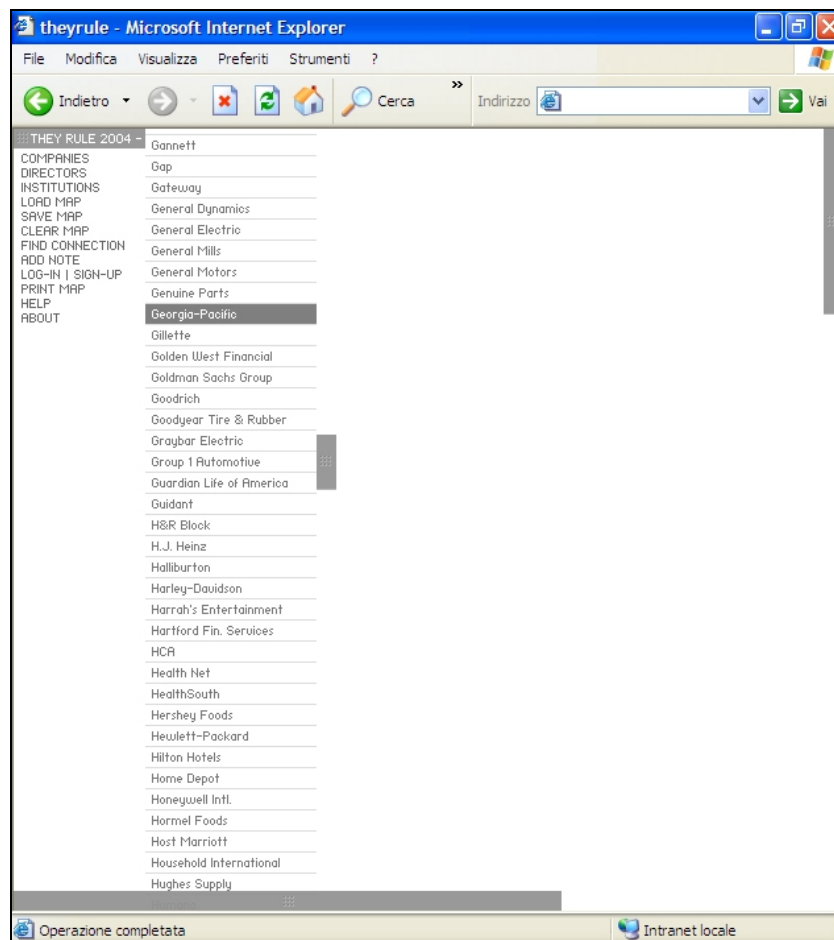 theyrule - Microsoft Internet Explorer
File Modifica Visualizza Preferiti Strumenti ?
Indietro Cerca » Indirizzo Vai
THEY RULE 2004 -
COMPANIES
DIRECTORS
INSTITUTIONS
LOAD MAP
SAVE MAP
CLEAR MAP
FIND CONNECTION
ADD NOTE
LOG-IN | SIGN-UP
PRINT MAP
HELP
ABOUT
Gannett
Gap
Gateway
General Dynamics
General Electric
General Mills
General Motors
Genuine Parts
Georgia-Pacific
Gillette
Golden West Financial
Goldman Sachs Group
Goodrich
Goodyear Tire & Rubber
Graybar Electric
Group 1 Automotive
Guardian Life of America
Guidant
H&R Block
H.J. Heinz
Halliburton
Harley-Davidson
Harrah's Entertainment
Hartford Fin. Services
HCA
Health Net
HealthSouth
Hershey Foods
Hewlett-Packard
Hilton Hotels
Home Depot
Honeywell Intl.
Hormel Foods
Host Marriott
Household International
Hughes Supply
Operazione completata Intranet locale